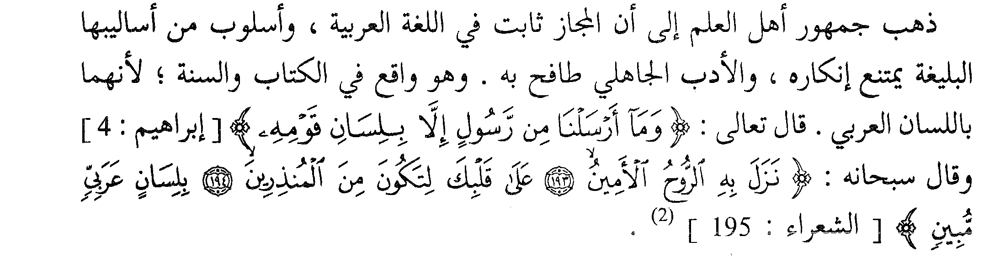 ذهب جمهور أهل العلم إلى أن المجاز ثابت في اللغة العربية ، وأسلوب من أساليبها
البليغة يمتنع إنكاره ، والأدب الجاهلي طافح به . وهو واقع في الكتاب والسنة ؛ لأنهما
باللسان العربي . قال تعالى : ﴿ وَمَآ أَرۡسَلۡنَا مِن رَّسُولٍ إِلَّا بِلِسَانِ قَوۡمِهِۦ ﴾ [ إبراهيم : 4 ]
وقال سبحانه : ﴿ نَزَلَ بِهِ ٱلرُّوحُ ٱلۡأَمِينُۙ ١٩٣ عَلَىٰ قَلۡبِكَ لِتَكُونَ مِنَ ٱلۡمُنذِرِينَۙ ١٩٤ بِلِسَانٍ عَرَبِيّٖ
مُّبِينٖ ﴾ [ الشعراء : 195 ] (2) .